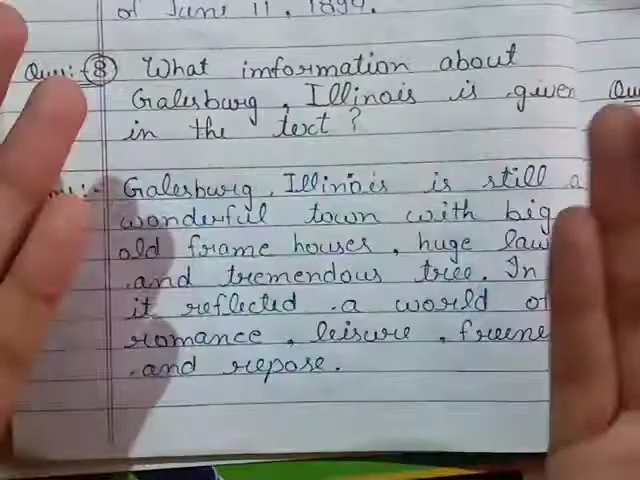 of June 11, 1894.
Que:- 8 What imformation about
Galesburg, Illinois is given
in the text?
Galesburg, Illinois is still a
wonderful town with big
old frame houses, huge law
and tremendous tree. In
it reflected a world of
romance, leisure, freene
and repose.